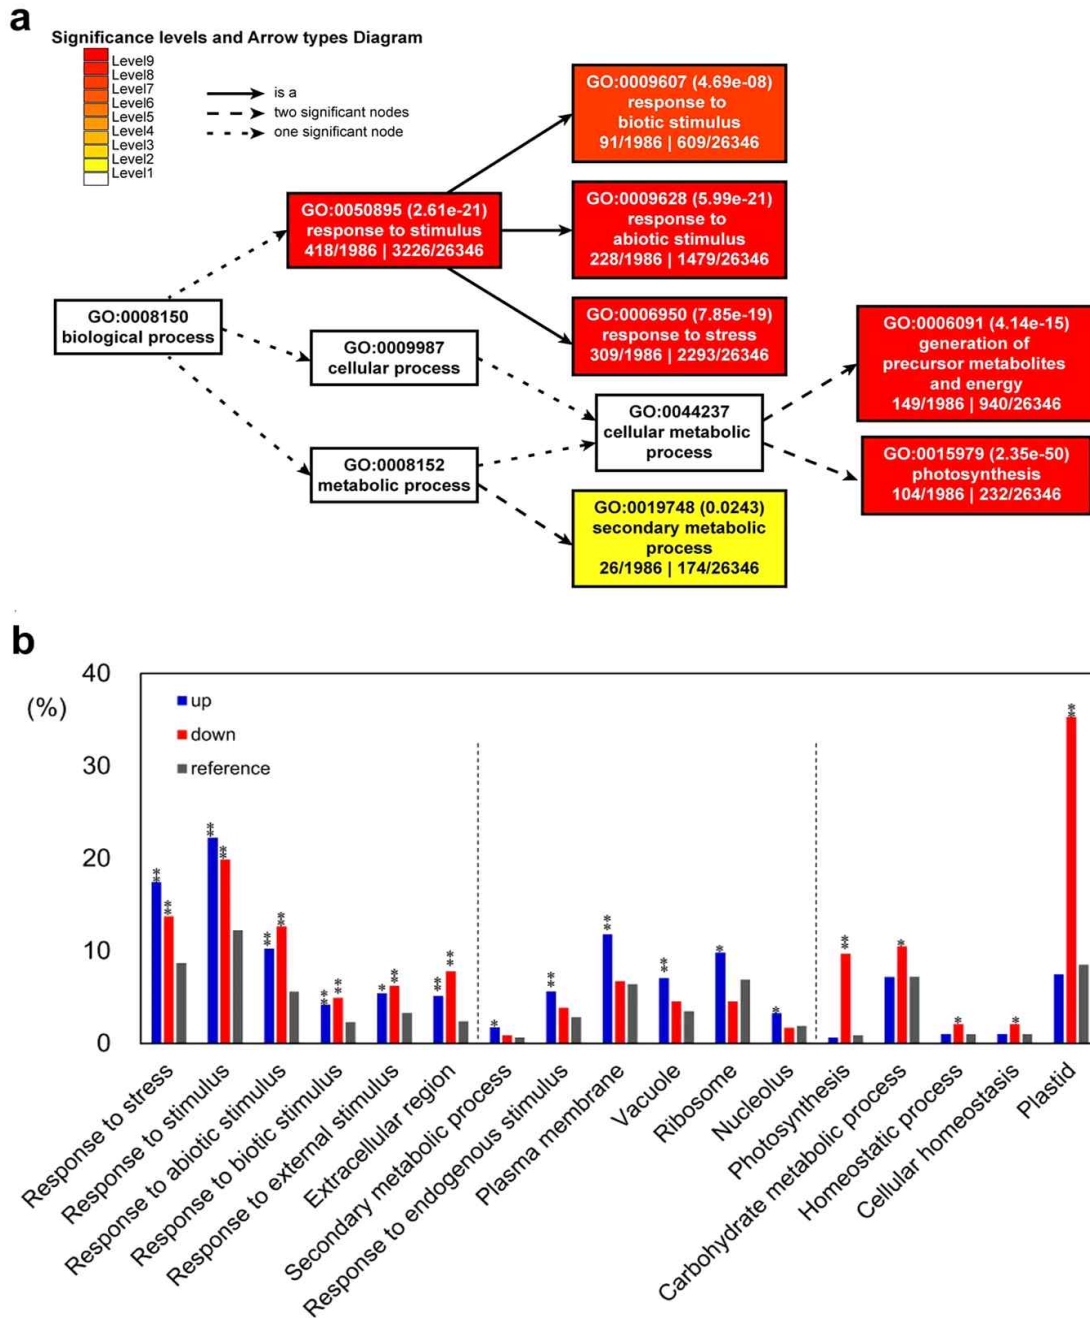 a
Significance levels and Arrow types Diagram
Level9
Level8
Level7
Level6
Level5
Level4
Level3
Level2
Level1
is a
two significant nodes
one significant node
GO:0009607 (4.69e-08)
response to
biotic stimulus
91/1986 | 609/26346
GO:0050895 (2.61e-21)
response to stimulus
418/1986 | 3226/26346
GO:0009628 (5.99e-21)
response to
abiotic stimulus
228/1986 | 1479/26346
GO:0008150
biological process
GO:0006950 (7.85e-19)
response to stress
309/1986 | 2293/26346
GO:0009987
cellular process
GO:0006091 (4.14e-15)
generation of
precursor metabolites
and energy
149/1986 | 940/26346
GO:0044237
cellular metabolic
process
GO:0008152
metabolic process
GO:0015979 (2.35e-50)
photosynthesis
104/1986 | 232/26346
GO:0019748 (0.0243)
secondary metabolic
process
26/1986 | 174/26346
b
(%)
40
30
20
10
0
up
down
reference
**
**
**
**
**
**
**
**
*
**
**
**
*
**
**
**
*
*
**
*
*
*
**
Response to stress
Response to stimulus
Response to abiotic stimulus
Response to biotic stimulus
Response to external stimulus
Extracellular region
Secondary metabolic process
Response to endogenous stimulus
Plasma membrane
Vacuole
Ribosome
Nucleolus
Photosynthesis
Carbohydrate metabolic process
Homeostatic process
Cellular homeostasis
Plastid